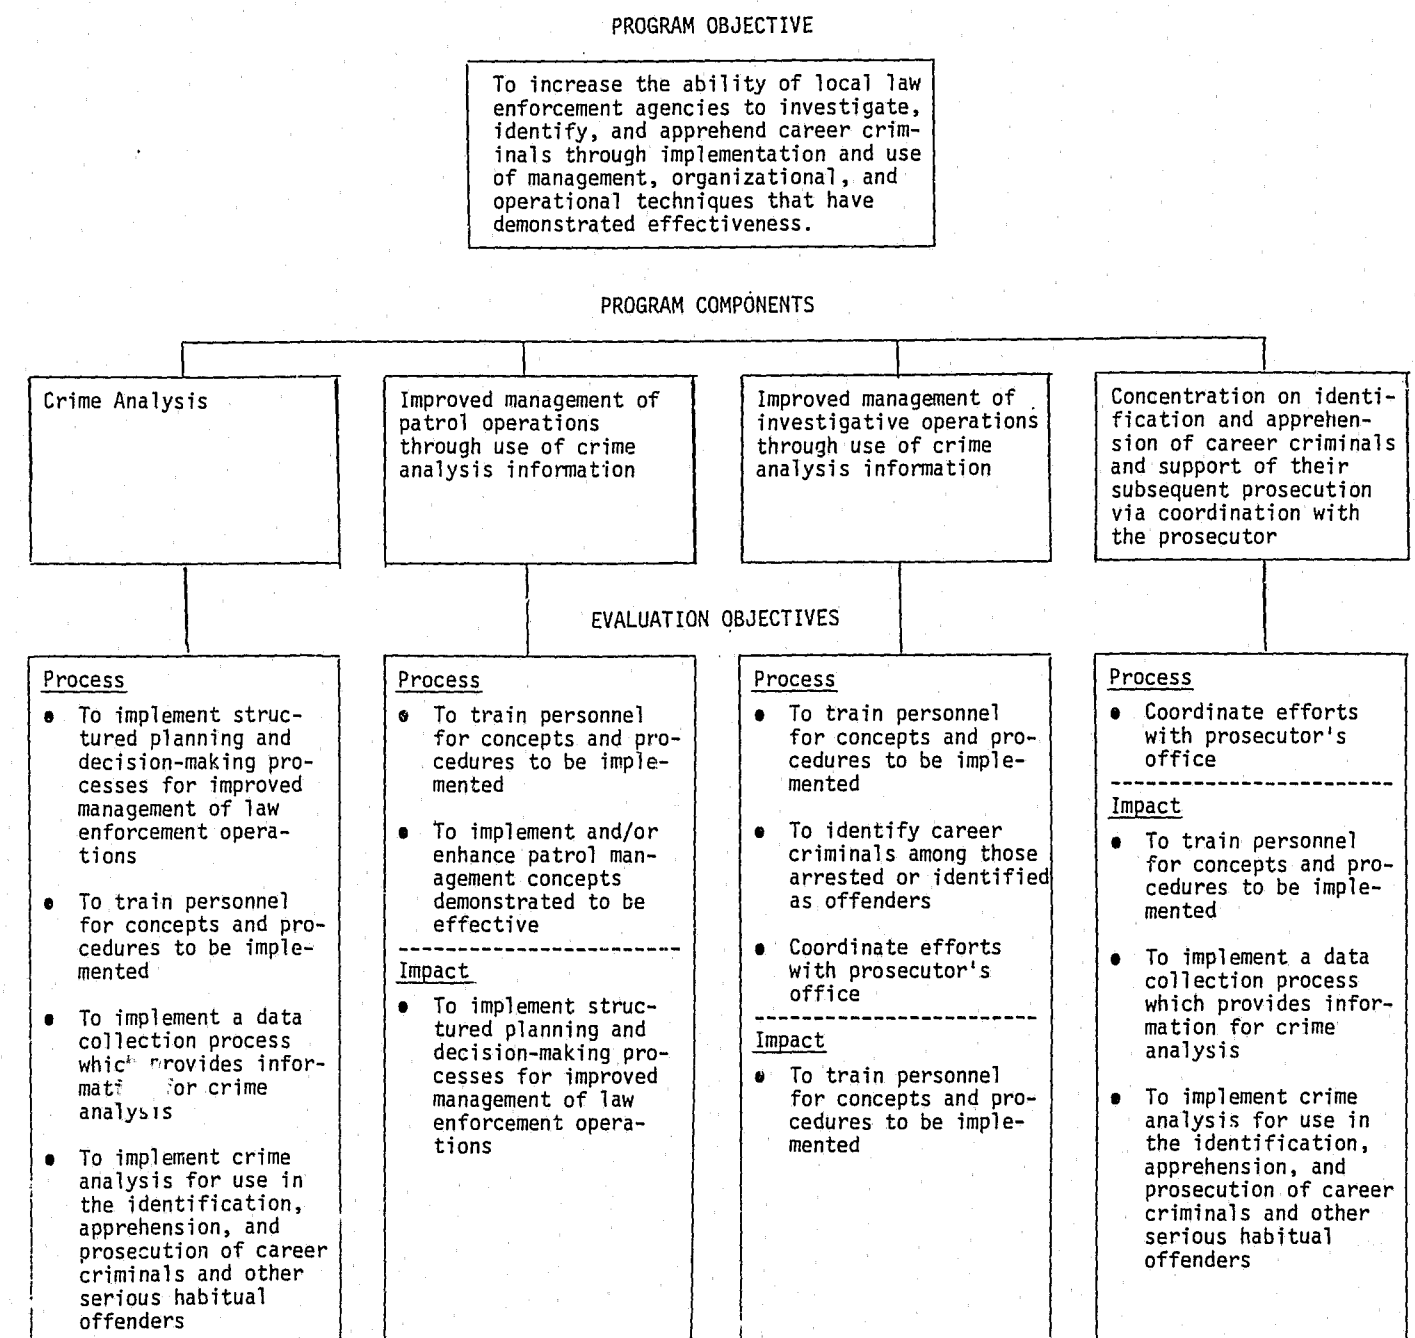 PROGRAM OBJECTIVE
To increase the ability of local law
enforcement agencies to investigate,
identify, and apprehend career crim-
inals through implementation and use
of management, organizational, and
operational techniques that have
demonstrated effectiveness.
PROGRAM COMPONENTS
Crime Analysis
Improved management of
patrol operations
through use of crime
analysis information
Improved management of
investigative operations
through use of crime
analysis information
Concentration on identi-
fication and apprehen-
sion of career criminals
and support of their
subsequent prosecution
via coordination with
the prosecutor
EVALUATION OBJECTIVES
Process
● To implement struc-
tured planning and
decision-making pro-
cesses for improved
management of law
enforcement opera-
tions
● To train personnel
for concepts and pro-
cedures to be imple-
mented
● To implement a data
collection process
provides infor-
crime
analysis
● To implement crime
analysis for use in
the identification,
apprehension, and
prosecution of career
criminals and other
serious habitual
offenders
Process
● To train personnel
for concepts and pro-
cedures to be imple-
mented
● To implement and/or
enhance patrol man-
agement concepts
demonstrated to be
effective
Impact
● To implement struc-
tured planning and
decision-making pro-
cesses for improved
management of law
enforcement opera-
tions
Process
● To train personnel
for concepts and pro-
cedures to be imple-
mented
● To identify career
criminals among those
arrested or identified
as offenders
● Coordinate efforts
with prosecutor's
office
Impact
● To train personnel
for concepts and pro-
cedures to be imple-
mented
Process
● Coordinate efforts
with prosecutor's
office
Impact
● To train personnel
for concepts and pro-
cedures to be imple-
mented
● To implement a data
collection process
which provides infor-
mation for crime
analysis
● To implement crime
analysis for use in
the identification,
apprehension, and
prosecution of career
criminals and other
serious habitual
offenders